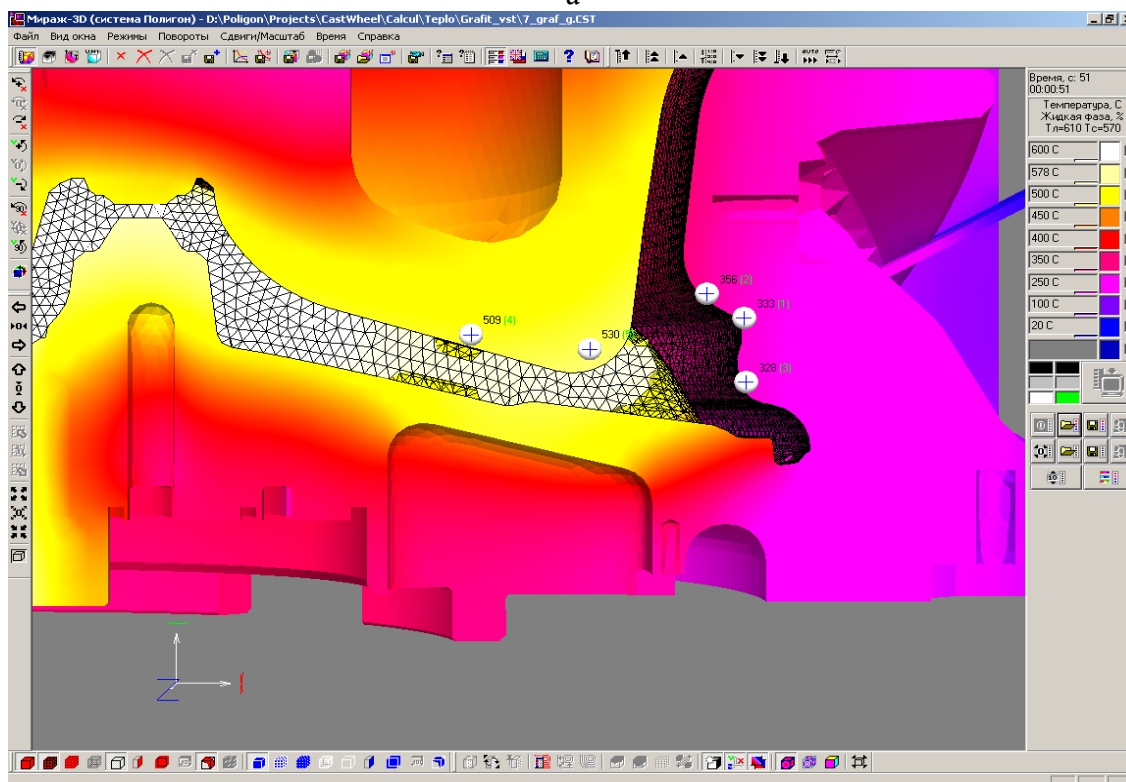 а
Мираж-3D (система Полигон) - D:\Poligon\Projects\CastWheel\Calcul\Teplo\Grafit_vst\7_graf_g.CST
Файл Вид окна Режимы Повороты Сдвиги/Масштаб Время Справка
Время, с: 51
00:00:51
Температура, С
Жидкая фаза, %
Тл=610 Тс=570
600 C
578 C
500 C
450 C
400 C
350 C
250 C
100 C
20 C
356 (2)
333 (1)
509 (4)
530 (5)
328 (3)